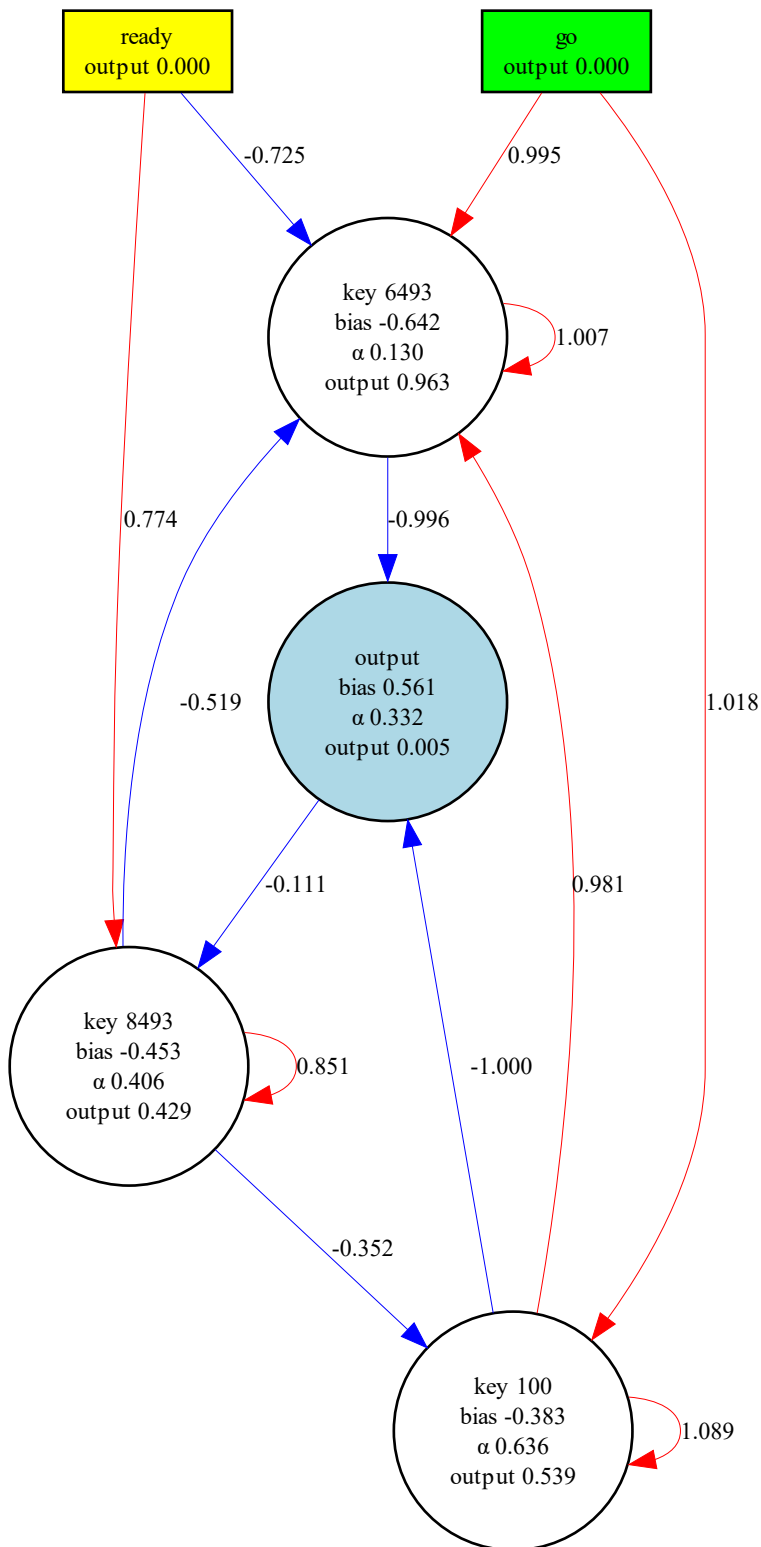 ready
output 0.000
go
output 0.000
-0.725
0.995
key 6493
bias -0.642
α 0.130
output 0.963
1.007
0.774
-0.996
-0.519
output
bias 0.561
α 0.332
output 0.005
1.018
-0.111
0.981
key 8493
bias -0.453
α 0.406
output 0.429
0.851
-1.000
-0.352
key 100
bias -0.383
α 0.636
output 0.539
1.089